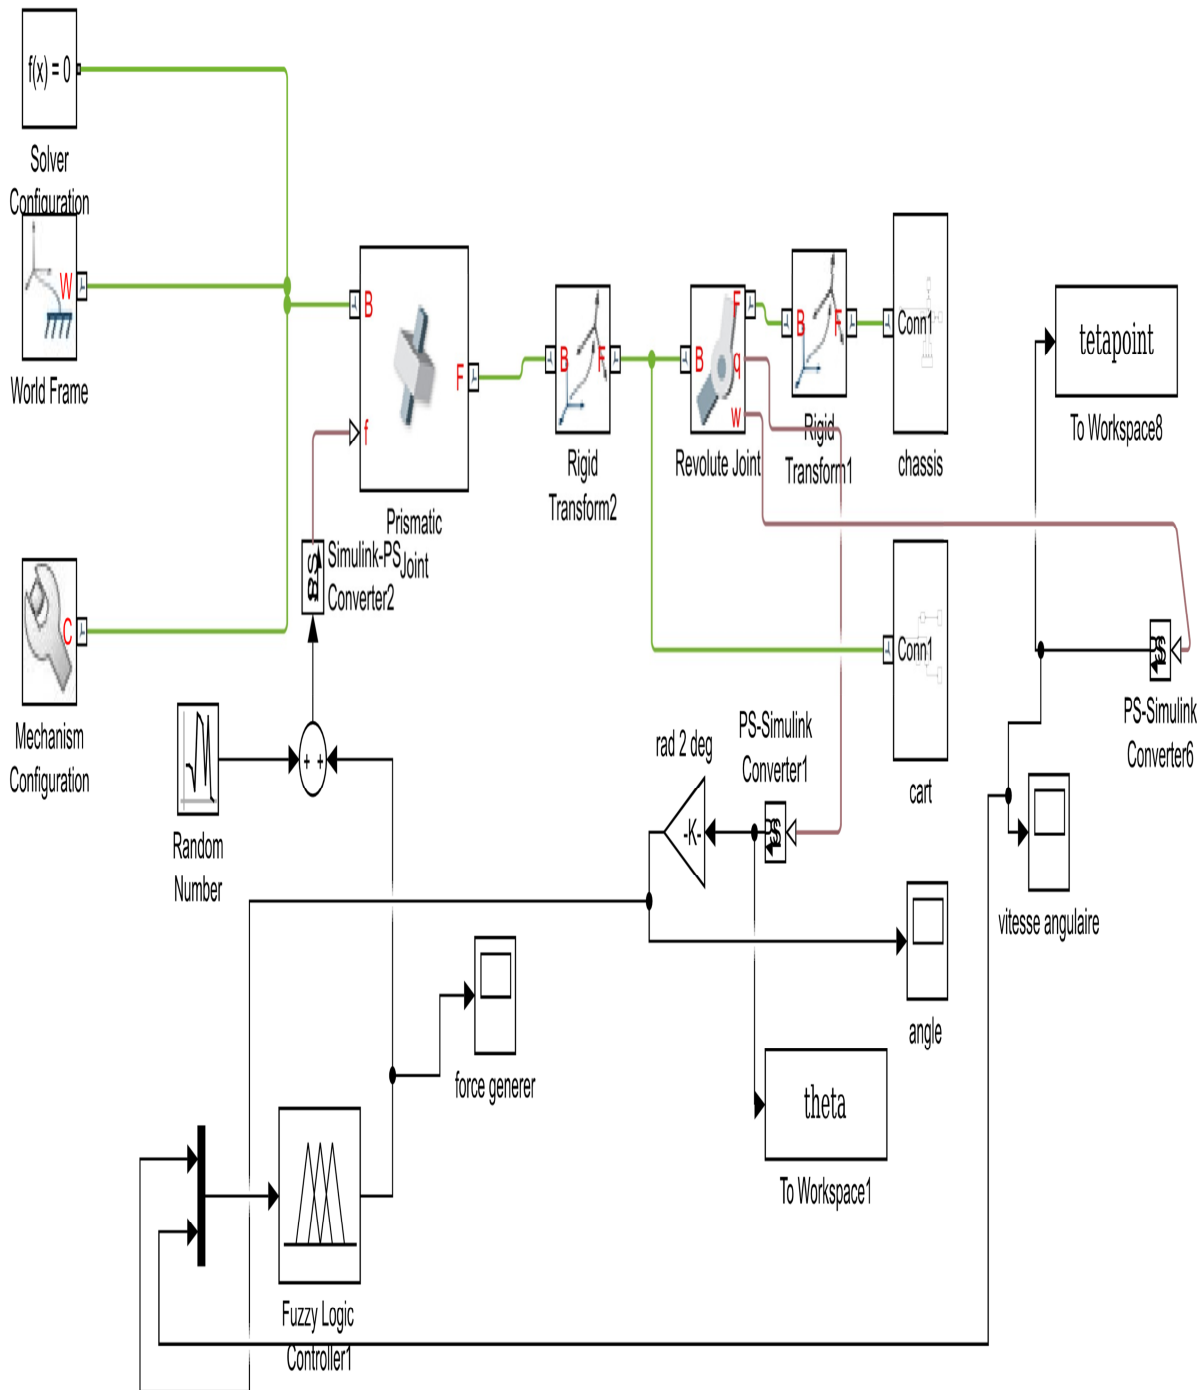 f(x) = 0
Solver
Configuration
W
World Frame
C
Mechanism
Configuration
B
F
f
Prismatic
Joint
Simulink-PS
Converter2
B
F
Rigid
Transform2
B
F
q
w
Revolute Joint
B
F
Rigid
Transform1
Conn1
chassis
Conn1
cart
tetapoint
To Workspace8
PS-Simulink
Converter6
vitesse angulaire
Random
Number
+ +
rad 2 deg
-K-
PS-Simulink
Converter1
angle
force generer
theta
To Workspace1
Fuzzy Logic
Controller1